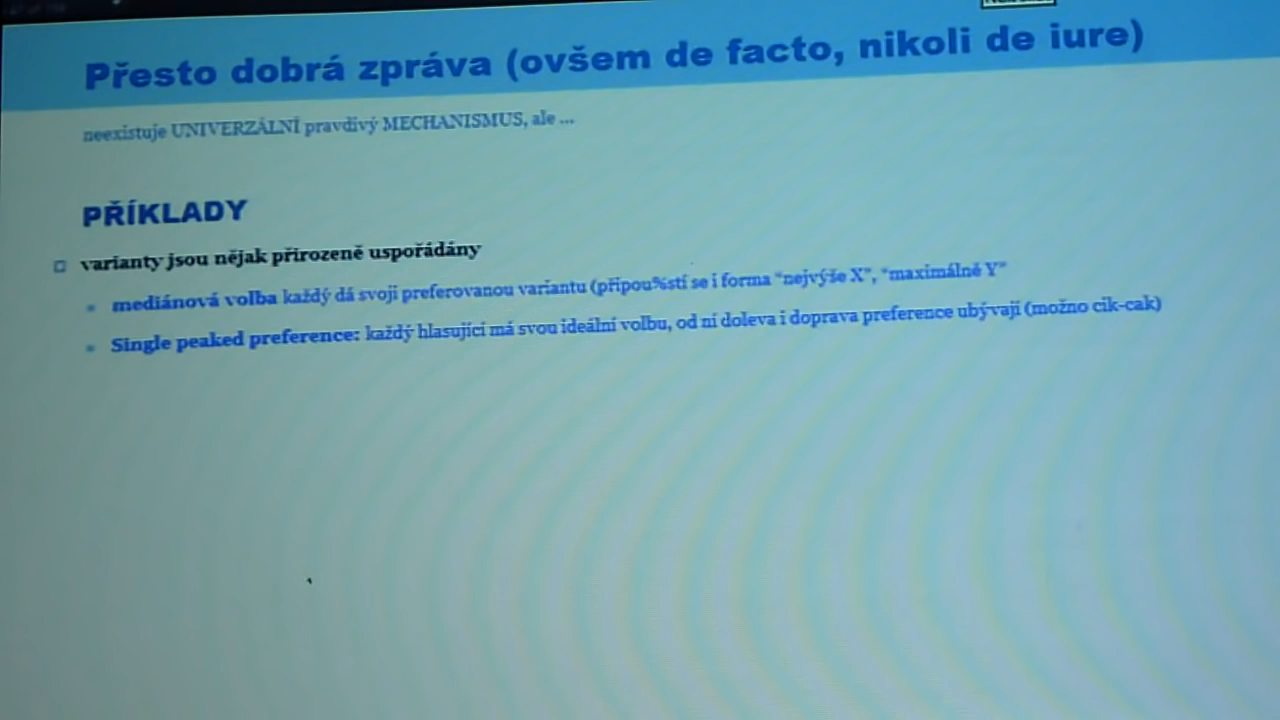 Přesto dobrá zpráva (ovšem de facto, nikoli de iure)
neexistuje UNIVERZÁLNÍ pravdivý MECHANISMUS, ale ...
PŘÍKLADY
varianty jsou nějak přirozeně uspořádány
mediánová volba každý dá svoji preferovanou variantu (připou%stí se i forma "nejvýše X", "maximálně Y"
Single peaked preference: každý hlasující má svou ideální volbu, od ní doleva i doprava preference ubývají (možno cik-cak)